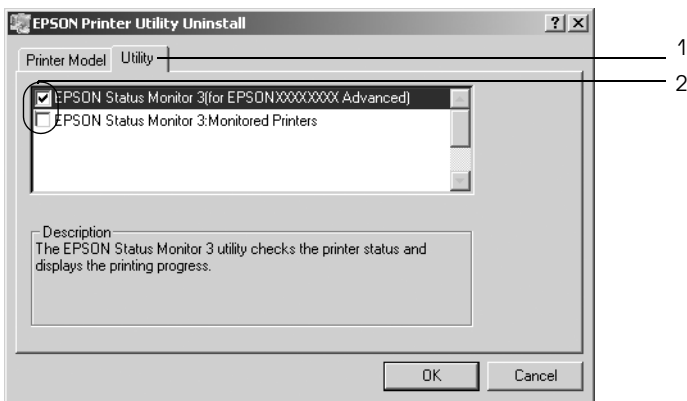 EPSON Printer Utility Uninstall
Printer Model Utility
1
2
EPSON Status Monitor 3(for EPSONXXXXXXXX Advanced)
EPSON Status Monitor 3:Monitored Printers
Description
The EPSON Status Monitor 3 utility checks the printer status and
displays the printing progress.
OK Cancel